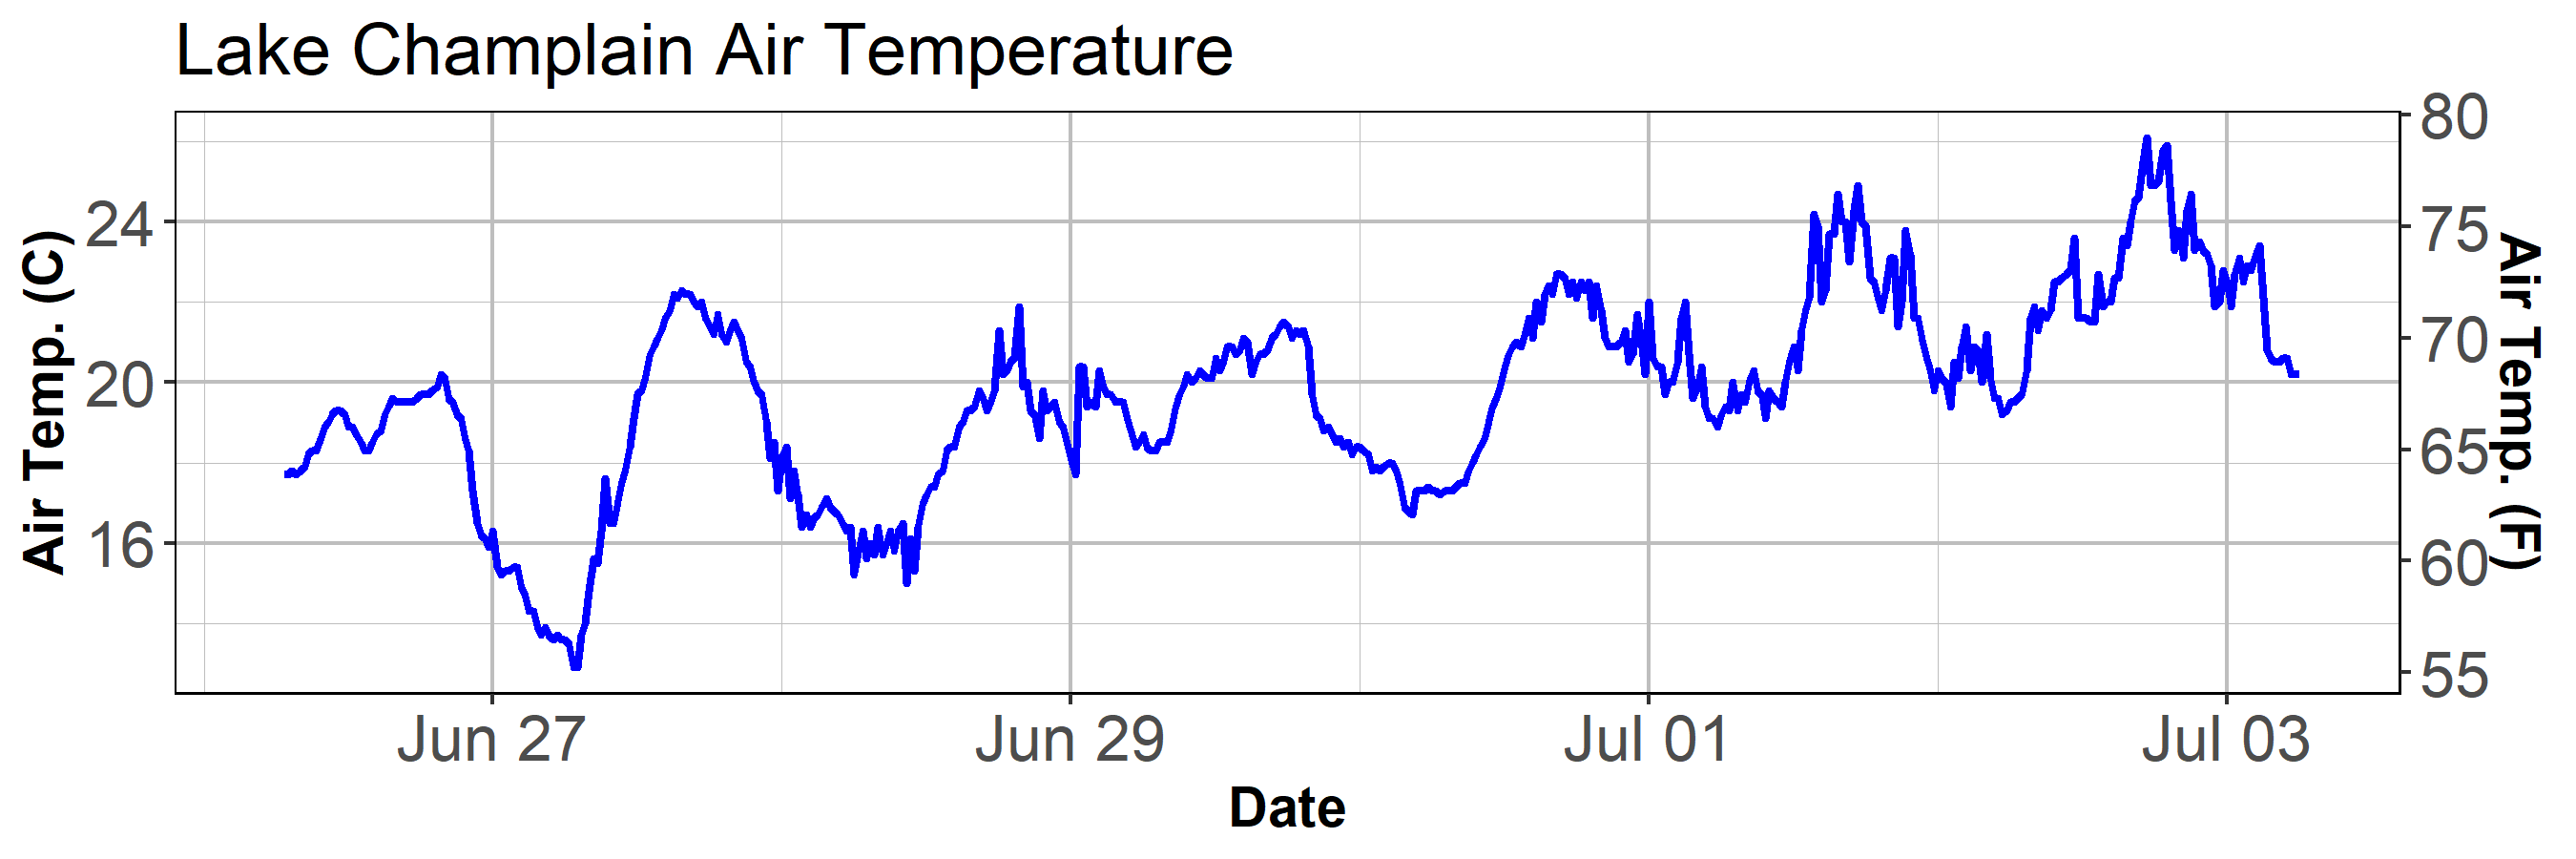 Lake Champlain Air Temperature
Air Temp. (C)
24
20
16
80
75
70
65
60
55
Air Temp. (F)
Jun 27
Jun 29
Jul 01
Jul 03
Date